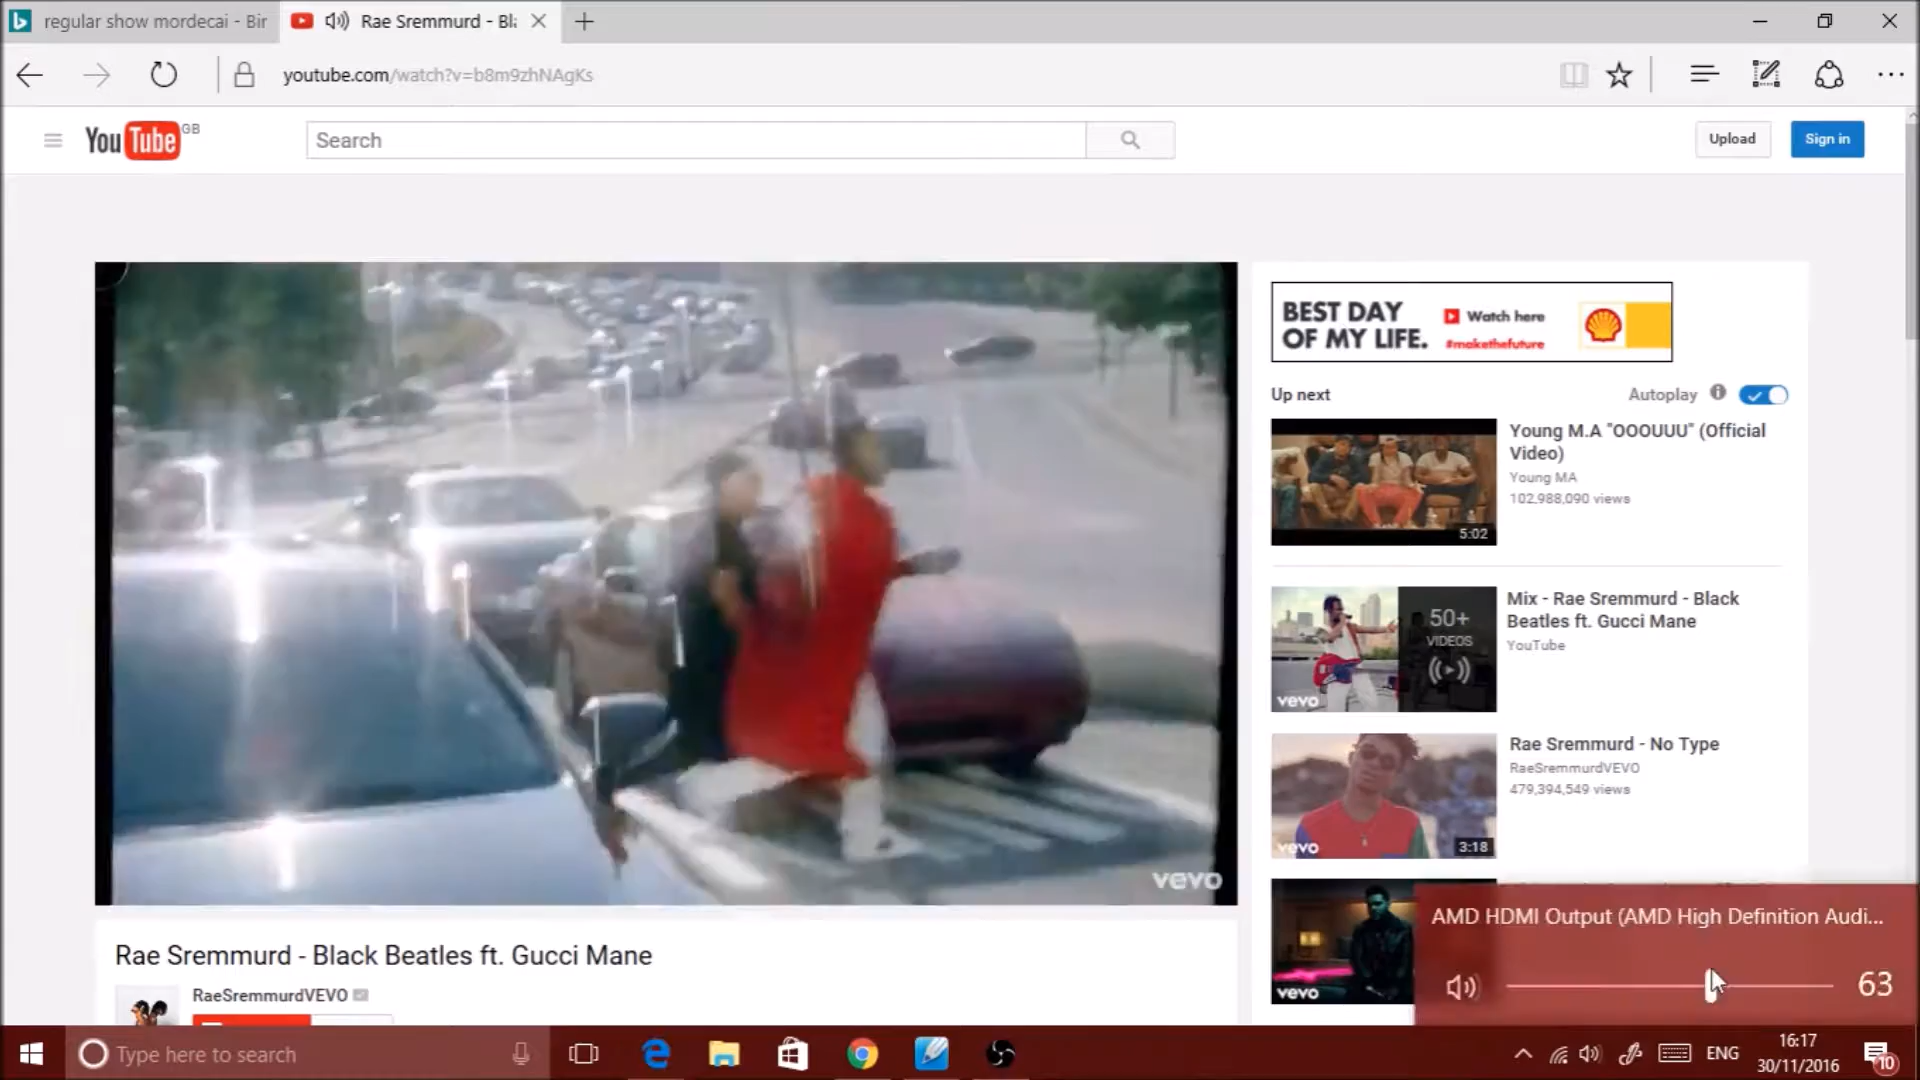 regular show mordecai - Bin
Rae Sremmurd - Bla
youtube.com/watch?v=b8m9zhNAgKs
YouTube GB
Search
Upload
Sign in
BEST DAY
OF MY LIFE.
Watch here
#makethefuture
Up next
Autoplay
Young M.A "OOOUUU" (Official
Video)
Young MA
102,988,090 views
5:02
Mix - Rae Sremmurd - Black
Beatles ft. Gucci Mane
YouTube
50+
VIDEOS
vevo
Rae Sremmurd - No Type
RaeSremmurdVEVO
479,394,549 views
vevo
3:18
vevo
vevo
AMD HDMI Output (AMD High Definition Audi...
63
Rae Sremmurd - Black Beatles ft. Gucci Mane
RaeSremmurdVEVO
Type here to search
ENG
16:17
30/11/2016
10